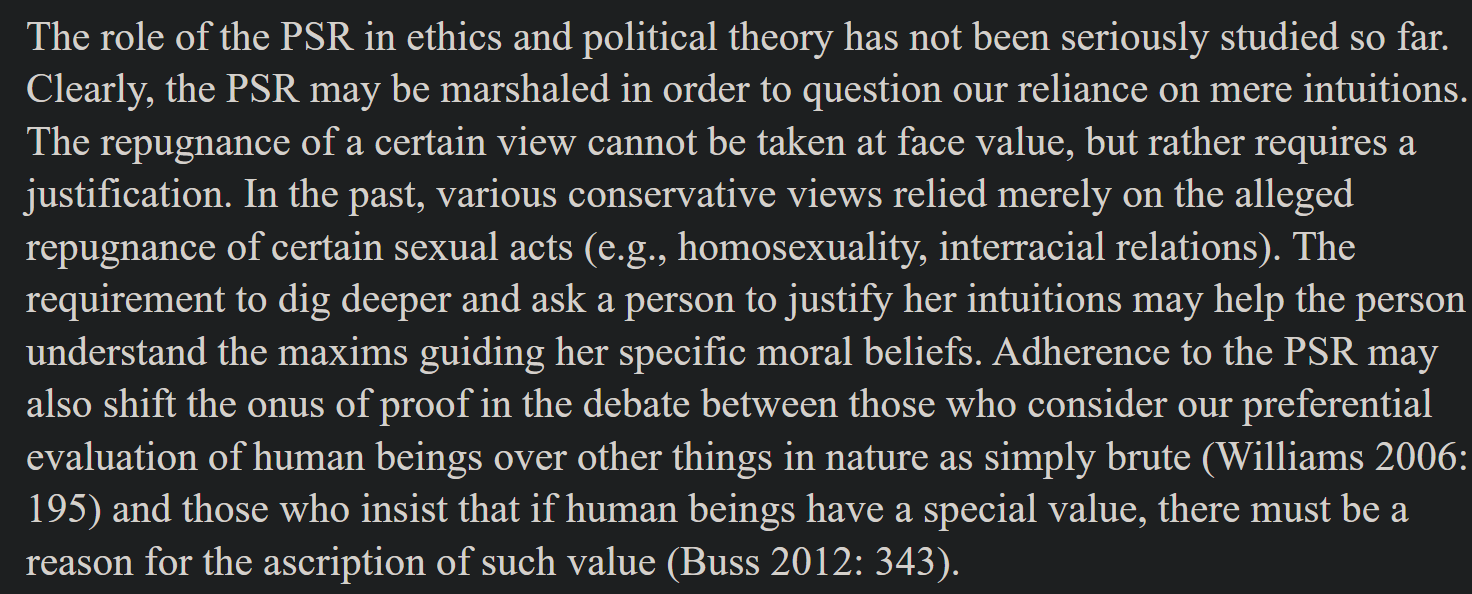 The role of the PSR in ethics and political theory has not been seriously studied so far.
Clearly, the PSR may be marshaled in order to question our reliance on mere intuitions.
The repugnance of a certain view cannot be taken at face value, but rather requires a
justification. In the past, various conservative views relied merely on the alleged
repugnance of certain sexual acts (e.g., homosexuality, interracial relations). The
requirement to dig deeper and ask a person to justify her intuitions may help the person
understand the maxims guiding her specific moral beliefs. Adherence to the PSR may
also shift the onus of proof in the debate between those who consider our preferential
evaluation of human beings over other things in nature as simply brute (Williams 2006:
195) and those who insist that if human beings have a special value, there must be a
reason for the ascription of such value (Buss 2012: 343).